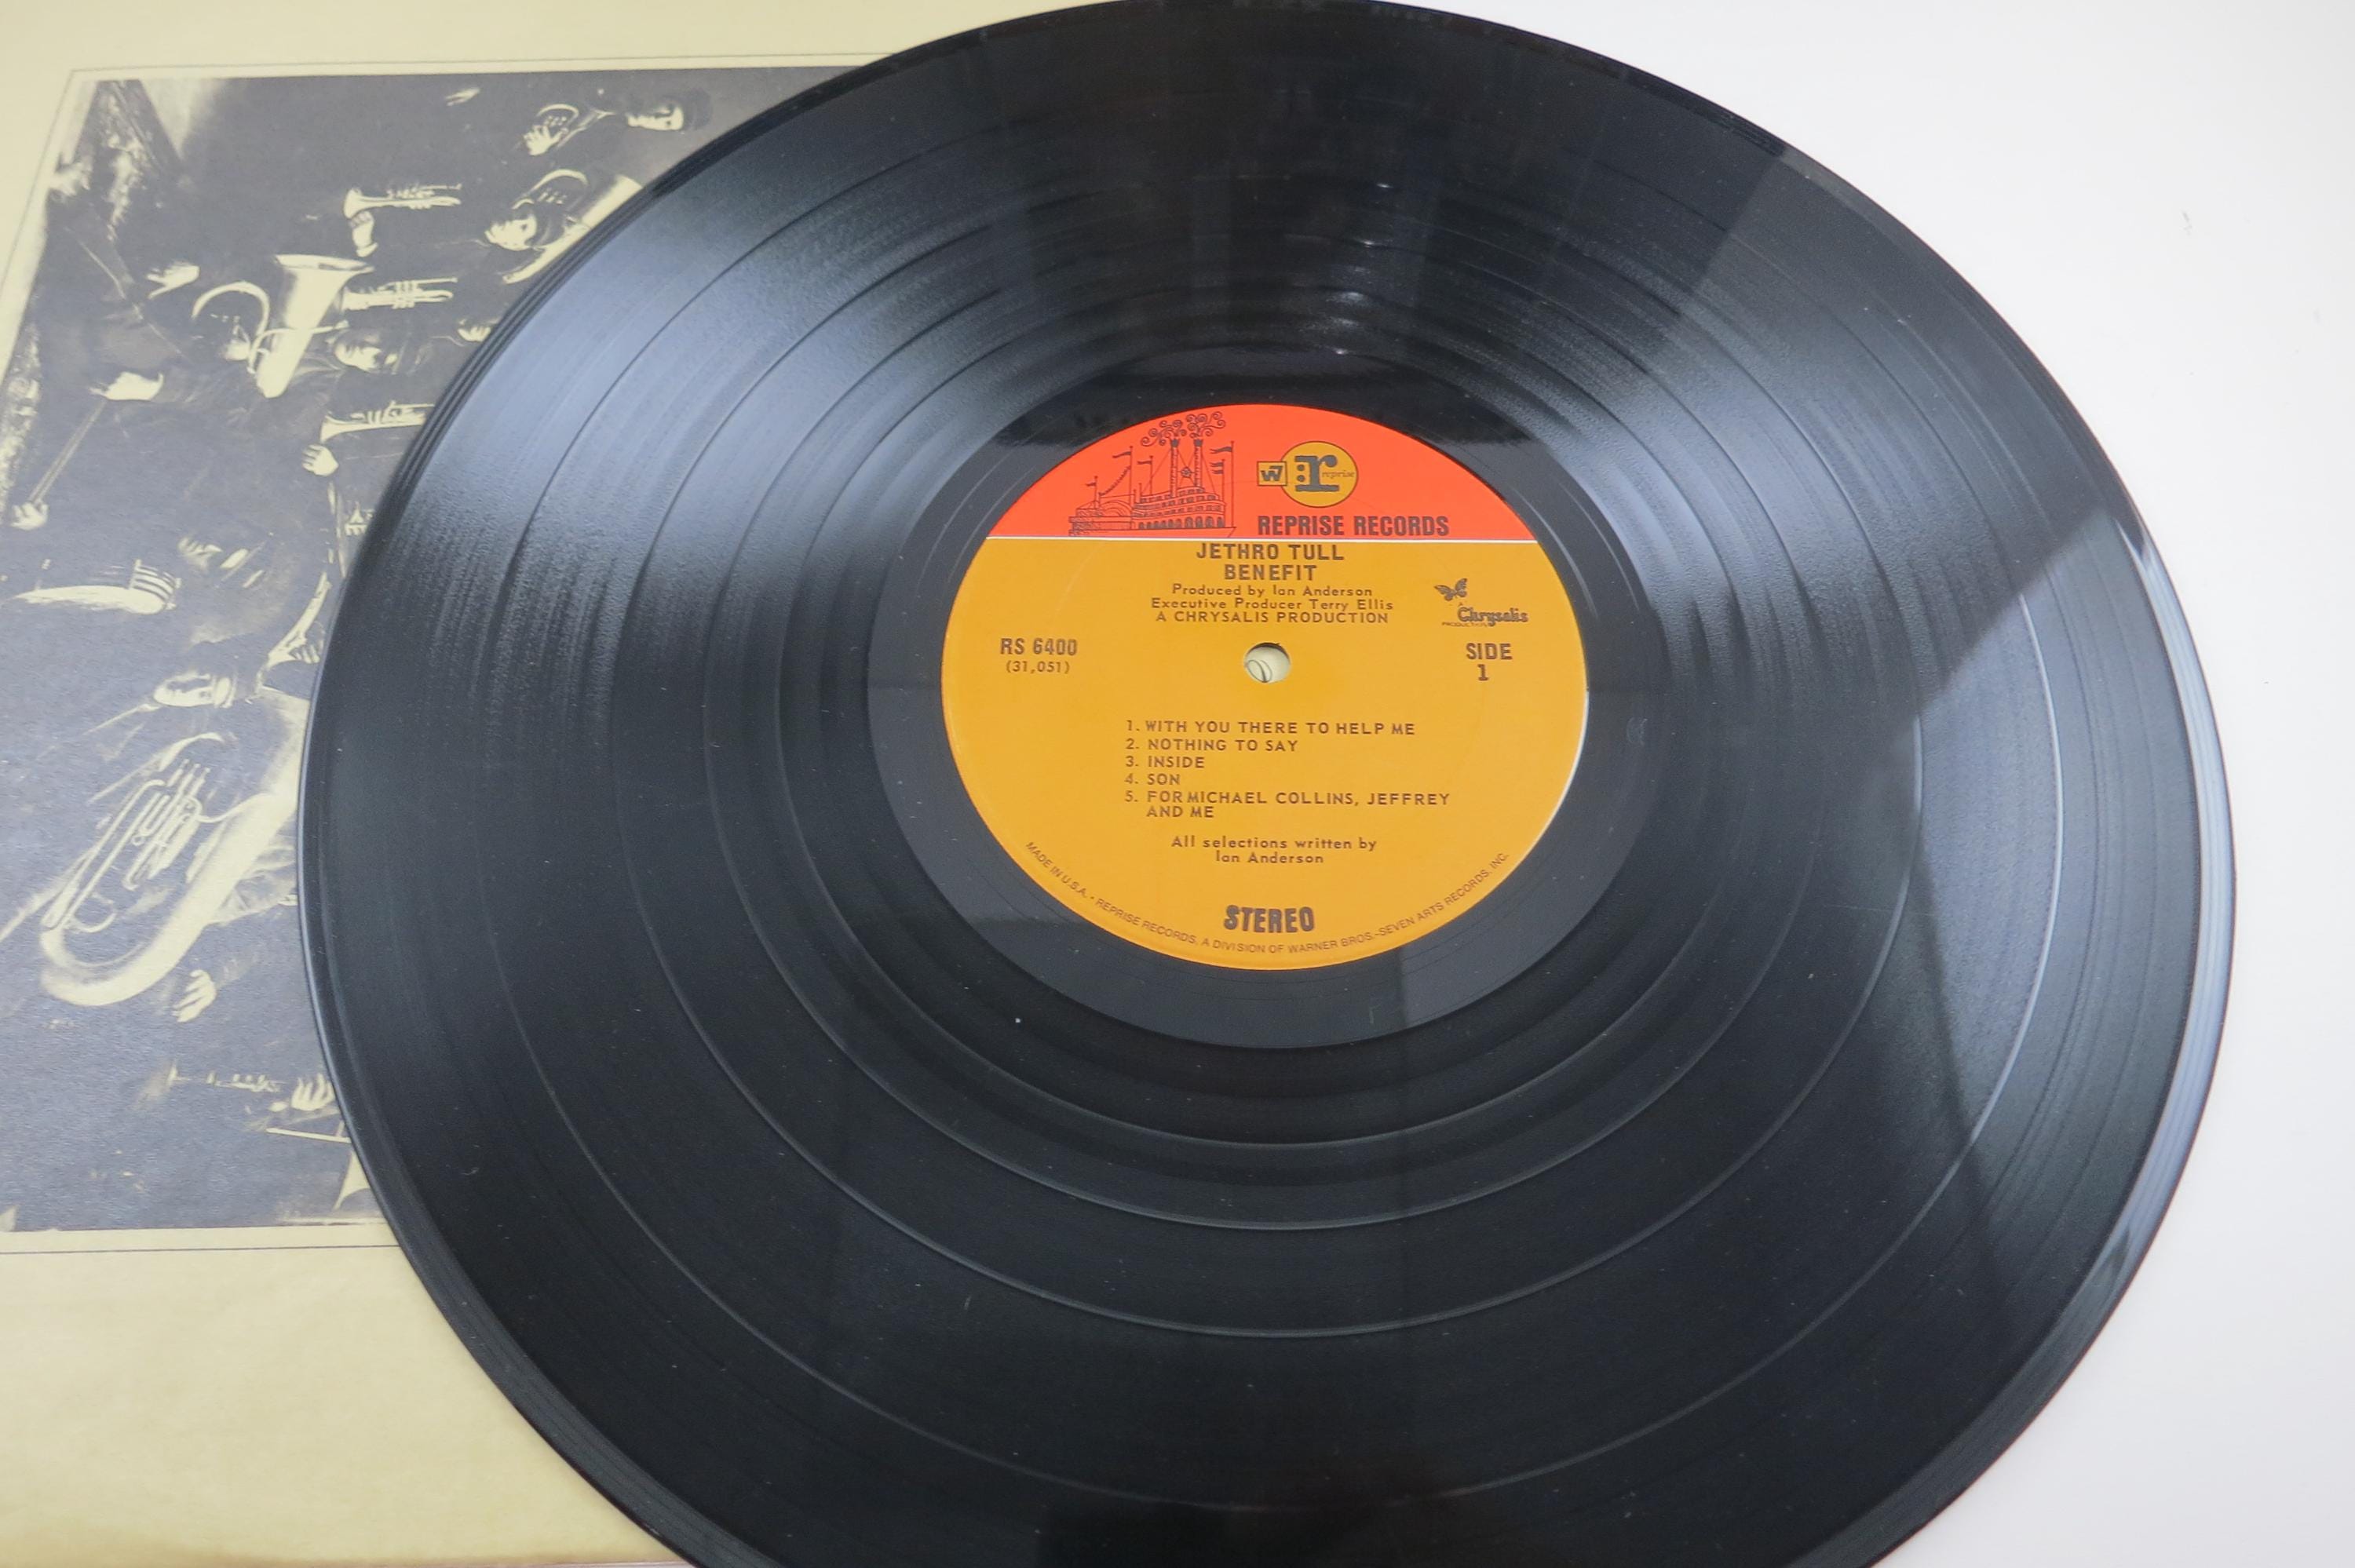 W7 r reprise
REPRISE RECORDS
JETHRO TULL
BENEFIT
Produced by Ian Anderson
Executive Producer Terry Ellis
A CHRYSALIS PRODUCTION
Chrysalis
PRODUCTION
RS 6400
(31,051)
SIDE
1
1. WITH YOU THERE TO HELP ME
2. NOTHING TO SAY
3. INSIDE
4. SON
5. FOR MICHAEL COLLINS, JEFFREY
AND ME
All selections written by
Ian Anderson
STEREO
MADE IN U.S.A. • REPRISE RECORDS, A DIVISION OF WARNER BROS.-SEVEN ARTS RECORDS, INC.